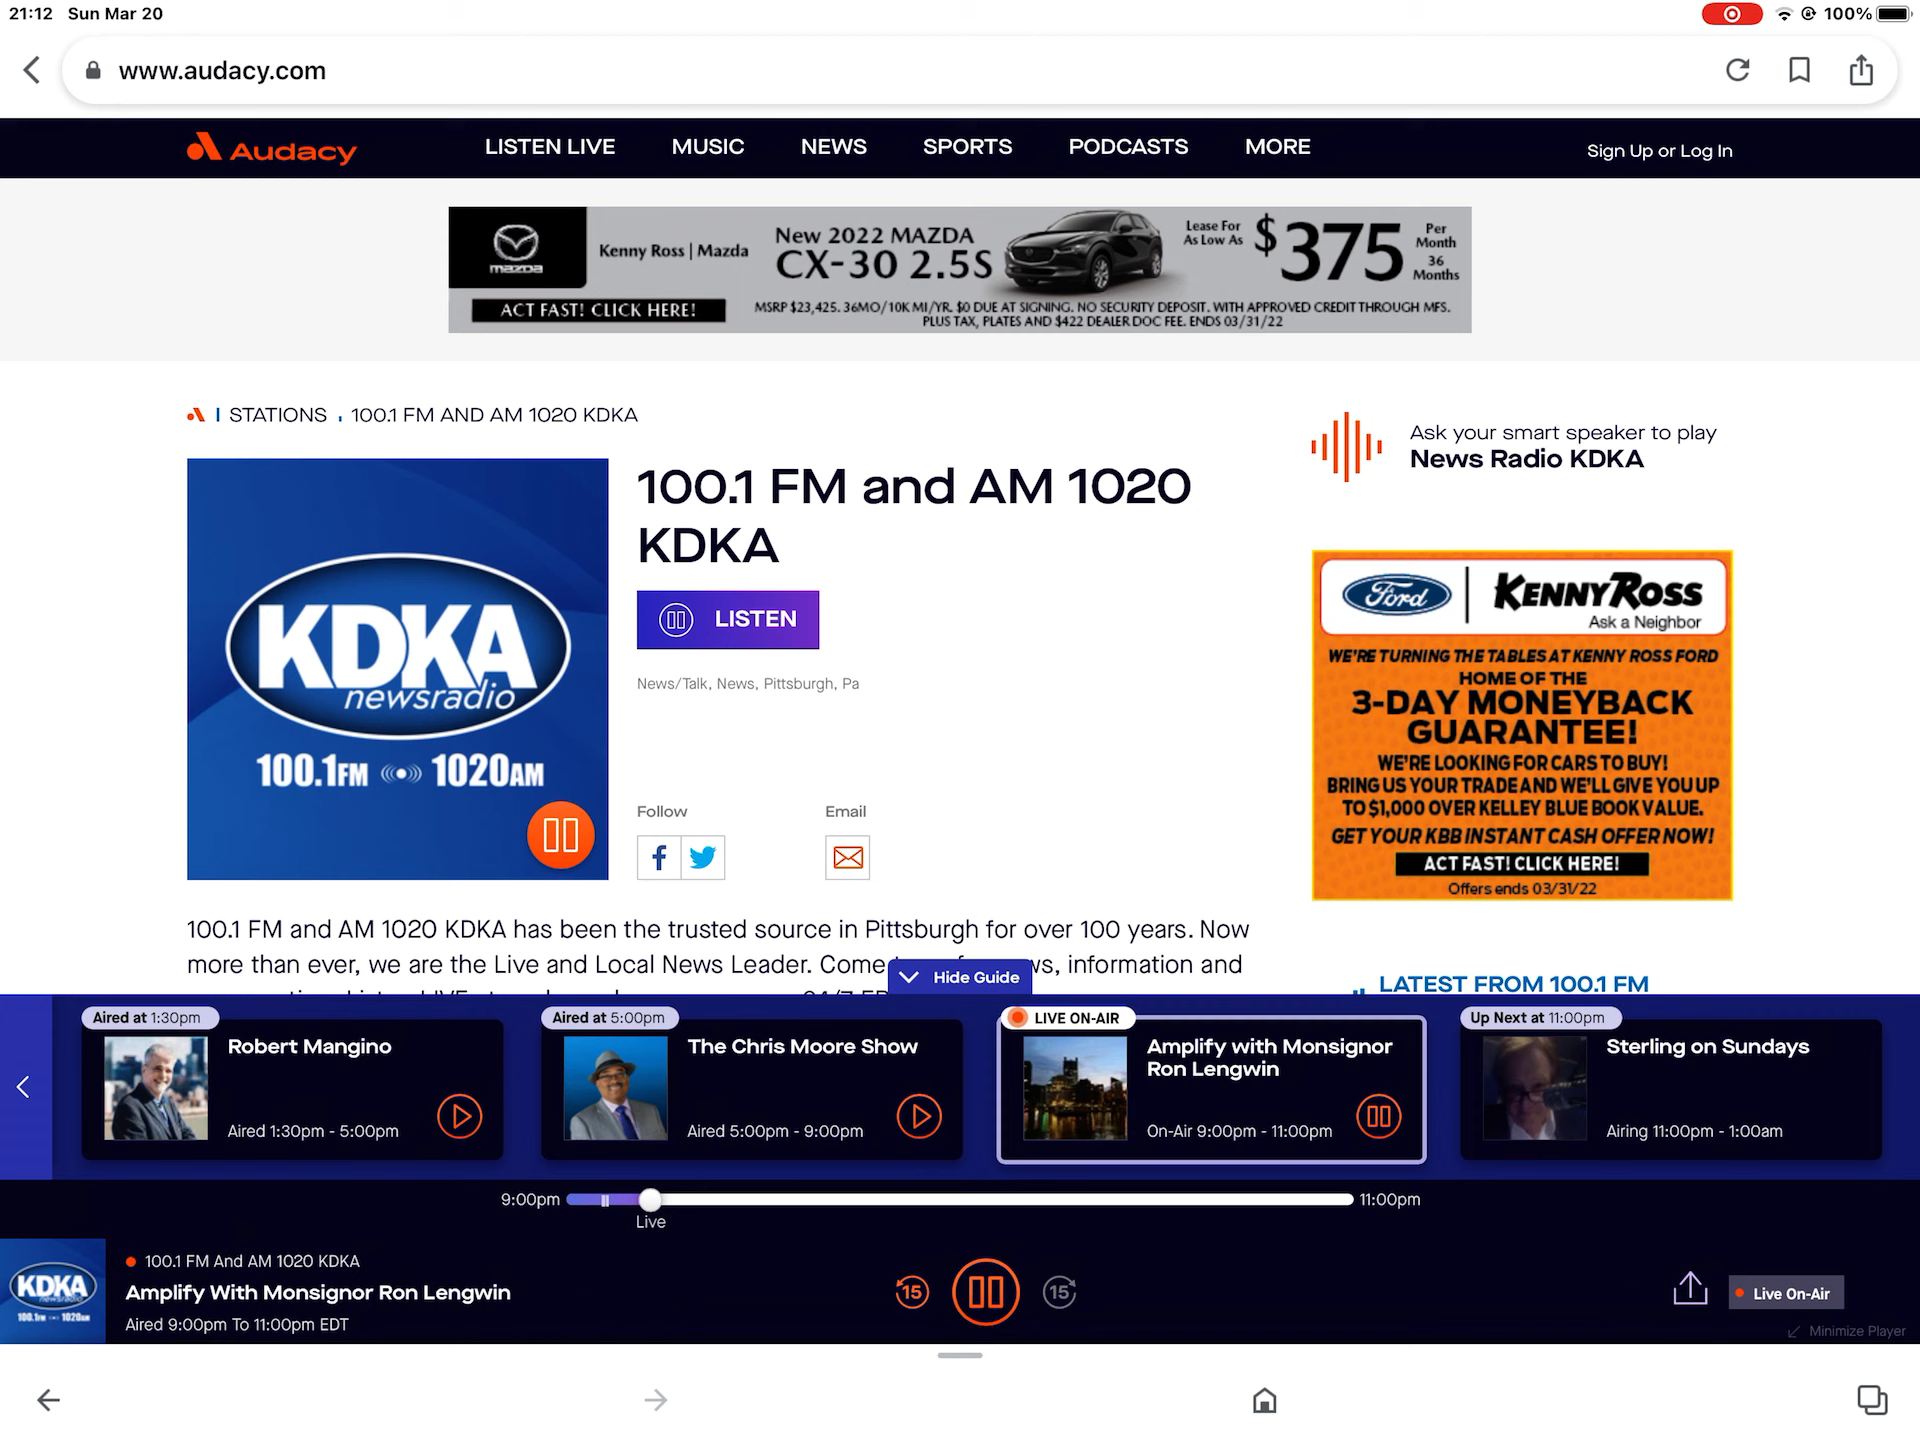 21:12 Sun Mar 20
100%
www.audacy.com
Audacy
LISTEN LIVE MUSIC NEWS SPORTS PODCASTS MORE
Sign Up or Log In
mazda
Kenny Ross | Mazda
ACT FAST! CLICK HERE!
New 2022 MAZDA
CX-30 2.5S
Lease For
As Low As
$375
Per
Month
36
Months
MSRP $23,425. 36MO/10K MI/YR. $0 DUE AT SIGNING. NO SECURITY DEPOSIT. WITH APPROVED CREDIT THROUGH MFS.
PLUS TAX, PLATES AND $422 DEALER DOC FEE. ENDS 03/31/22
STATIONS 100.1 FM AND AM 1020 KDKA
KDKA
newsradio
100.1FM 1020AM
100.1 FM and AM 1020
KDKA
LISTEN
News/Talk, News, Pittsburgh, Pa
Follow
Email
Ask your smart speaker to play
News Radio KDKA
Ford
KENNY ROSS
Ask a Neighbor
WE'RE TURNING THE TABLES AT KENNY ROSS FORD
HOME OF THE
3-DAY MONEYBACK
GUARANTEE!
WE'RE LOOKING FOR CARS TO BUY!
BRING US YOUR TRADE AND WE'LL GIVE YOU UP
TO $1,000 OVER KELLEY BLUE BOOK VALUE.
GET YOUR KBB INSTANT CASH OFFER NOW!
ACT FAST! CLICK HERE!
Offers ends 03/31/22
100.1 FM and AM 1020 KDKA has been the trusted source in Pittsburgh for over 100 years. Now
more than ever, we are the Live and Local News Leader. Come information and
Hide Guide
LATEST FROM 100.1 FM
Aired at 1:30pm
Robert Mangino
Aired 1:30pm - 5:00pm
Aired at 5:00pm
The Chris Moore Show
Aired 5:00pm - 9:00pm
LIVE ON-AIR
Amplify with Monsignor
Ron Lengwin
On-Air 9:00pm - 11:00pm
Up Next at 11:00pm
Sterling on Sundays
Airing 11:00pm - 1:00am
9:00pm
11:00pm
Live
KDKA
newsradio
100.1FM 1020AM
100.1 FM And AM 1020 KDKA
Amplify With Monsignor Ron Lengwin
Aired 9:00pm To 11:00pm EDT
15
15
Live On-Air
Minimize Player